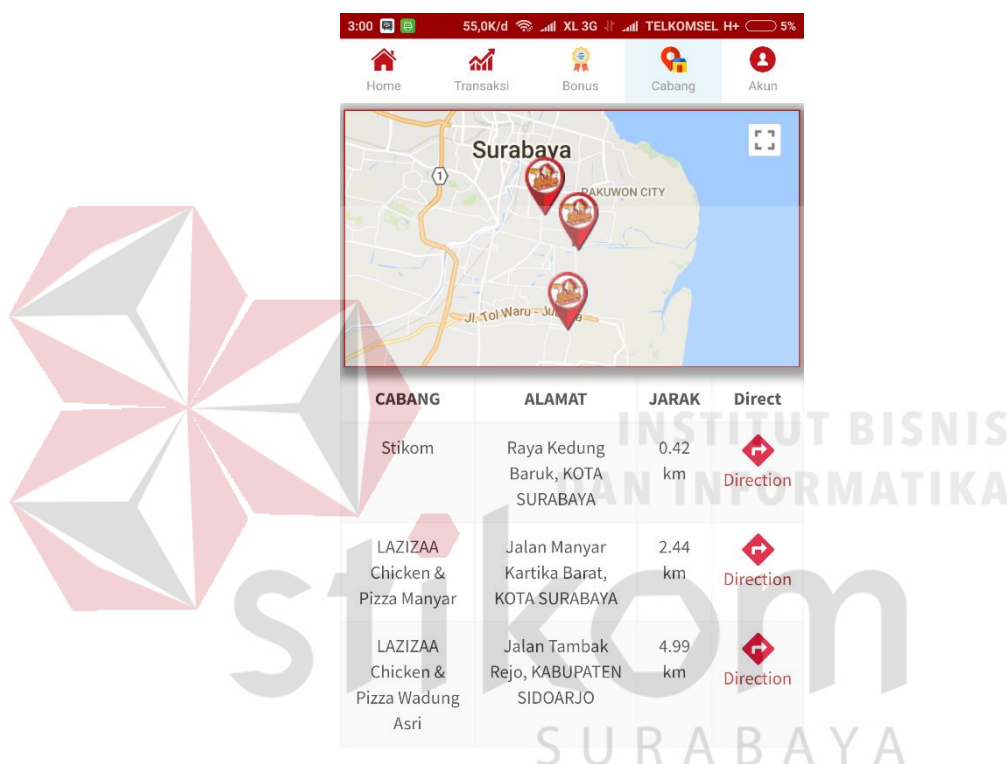 3:00 55,0K/d XL 3G TELKOMSEL H+ 5%
Home Transaksi Bonus Cabang Akun
Surabaya
1
PAKUWON CITY
Jl. Tol Waru -
CABANG ALAMAT JARAK Direct
Stikom Raya Kedung 0.42
Baruk, KOTA km Direction
SURABAYA
LAZIZAA Jalan Manyar 2.44
Chicken & Kartika Barat, km Direction
Pizza Manyar KOTA SURABAYA
LAZIZAA Jalan Tambak 4.99
Chicken & Rejo, KABUPATEN km Direction
Pizza Wadung SIDOARJO
Asri
INSTITUT BISNIS
DAN INFORMATIKA
stikom
SURABAYA